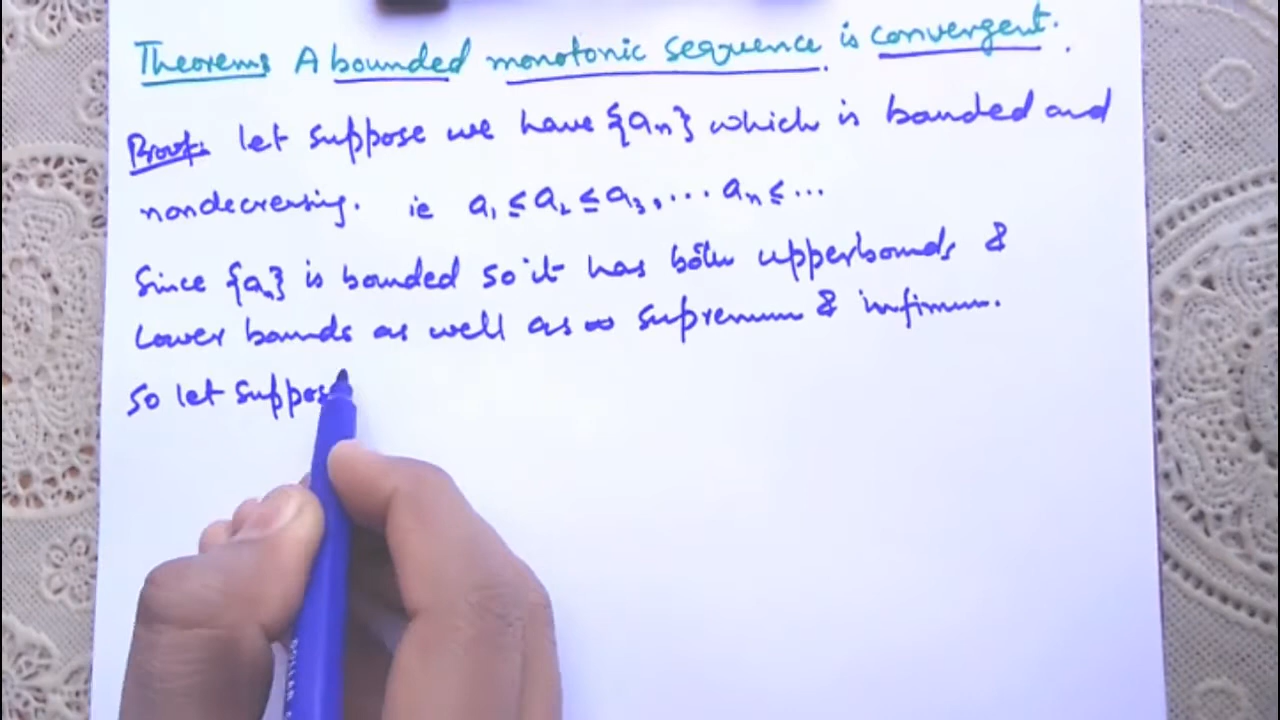 Theorems A bounded monotonic sequence is convergent.
Proof: let suppose we have {aₙ} which is bounded and
nondecreasing. ie a₁ ≤ a₂ ≤ a₃, ... aₙ ≤ ...
Since {aₙ} is bounded so it has both upperbounds &
Lower bounds as well as supremum & infimum.
So let suppose